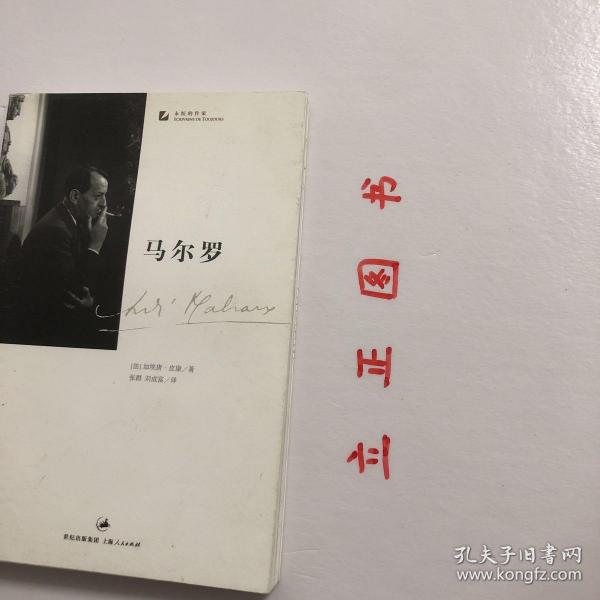 永恒的作家
ECRIVAINS DE TOUJOURS
马尔罗
André Malraux
[法] 加埃唐·皮康/著
张群 刘成富/译
世纪出版集团 上海人民出版社
立正图书
孔夫子旧书网
www.kongfz.com